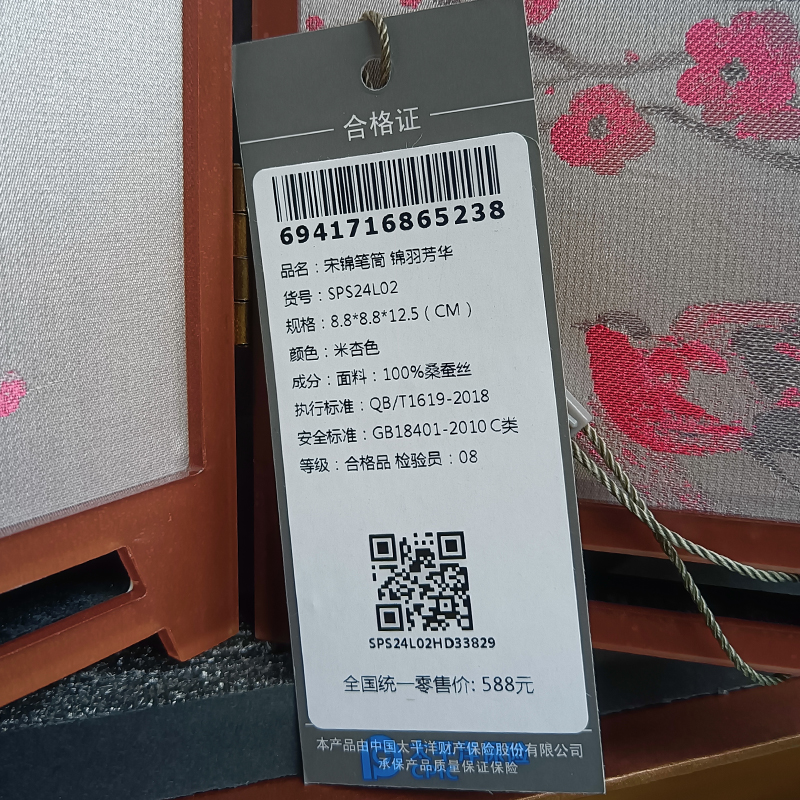 合格证
6941716865238
品名：宋锦笔筒 锦羽芳华
货号：SPS24L02
规格：8.8*8.8*12.5（CM ）
颜色：米杏色
成分：面料：100%桑蚕丝
执行标准：QB/T1619-2018
安全标准：GB18401-2010 C类
等级：合格品 检验员：08
SPS24L02HD33829
全国统一零售价: 588元
本产品由中国太平洋财产保险股份有限公司
承保产品质量保证保险
CPIC